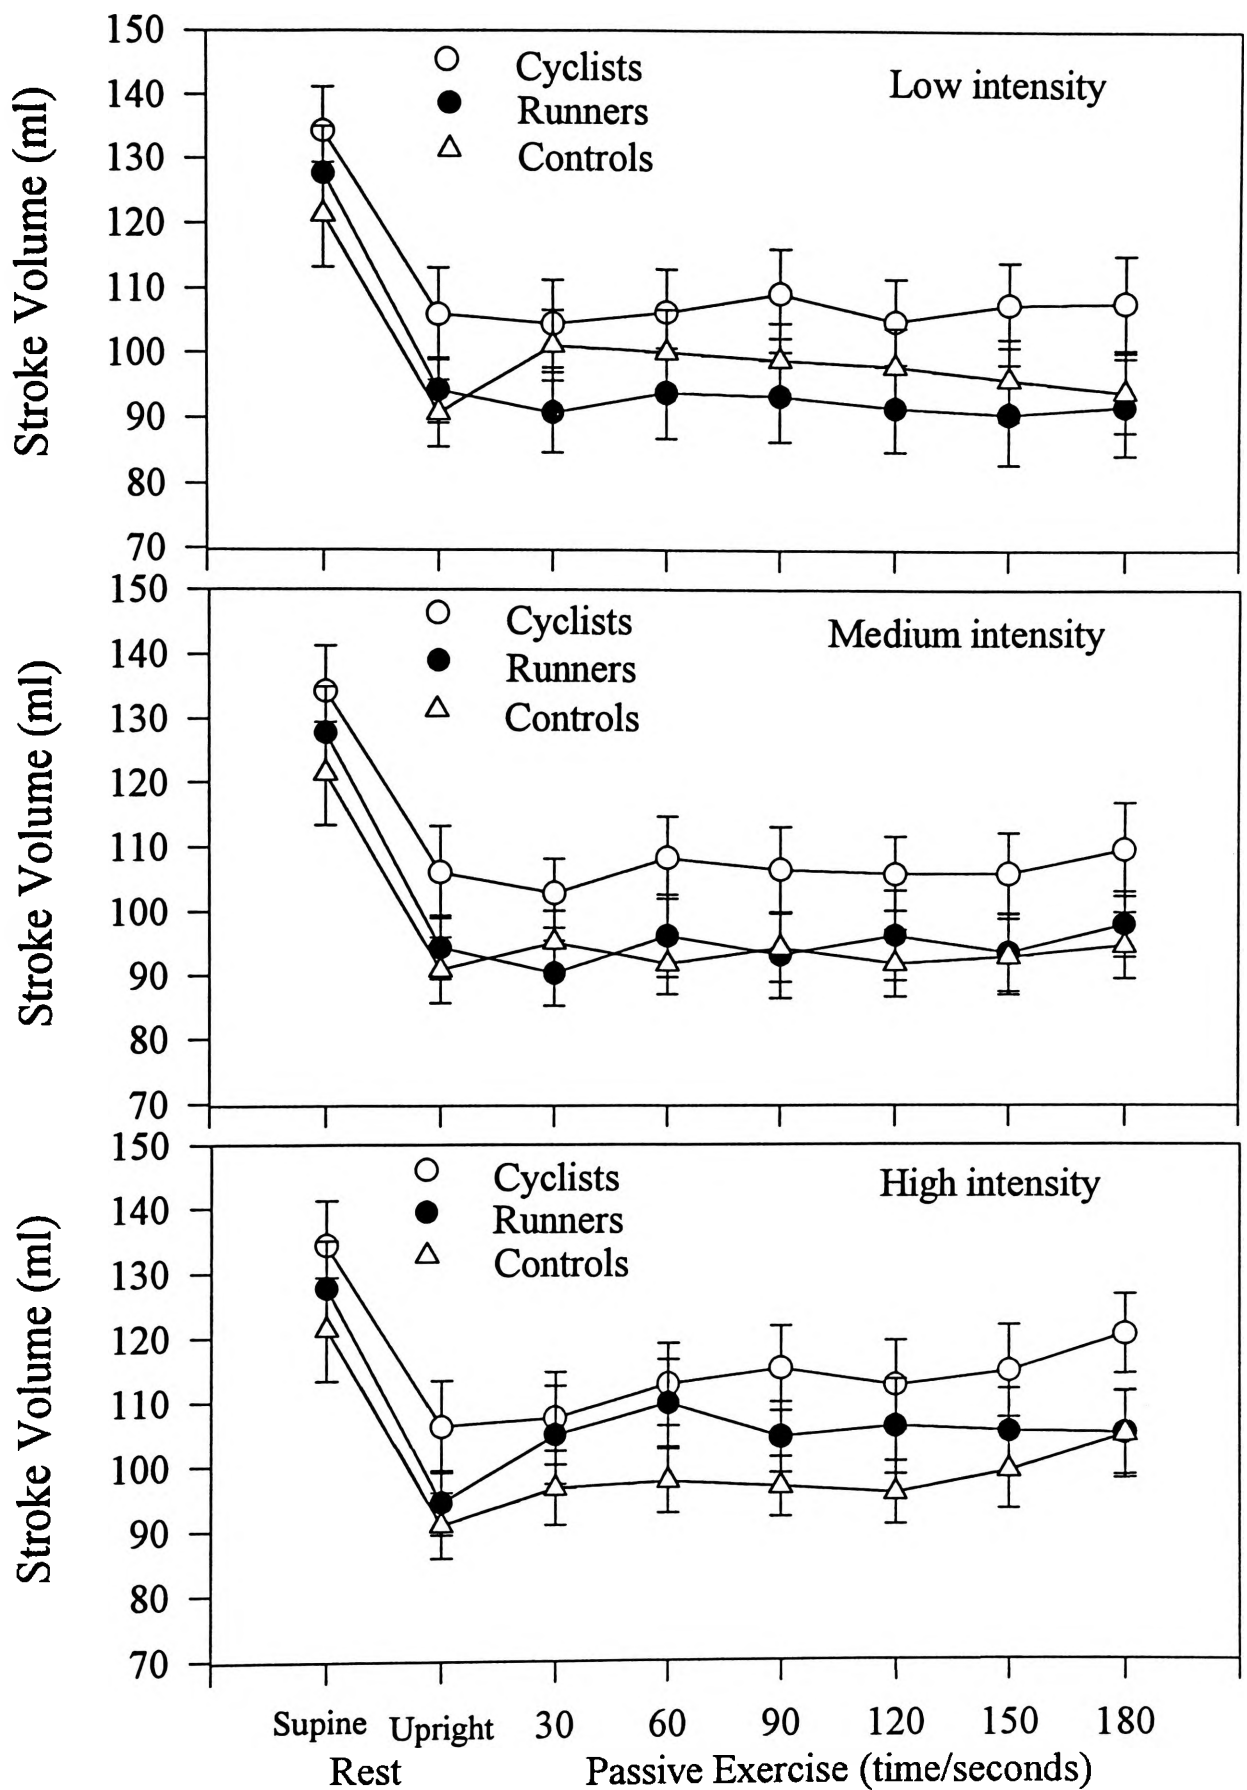 Stroke Volume (ml)
150
140
130
120
110
100
90
80
70
Cyclists
Runners
Controls
Low intensity
Stroke Volume (ml)
150
140
130
120
110
100
90
80
70
Cyclists
Runners
Controls
Medium intensity
Stroke Volume (ml)
150
140
130
120
110
100
90
80
70
Cyclists
Runners
Controls
High intensity
Supine Upright 30 60 90 120 150 180
Rest Passive Exercise (time/seconds)